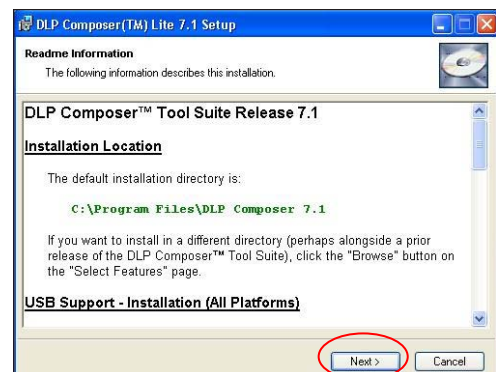 DLP Composer(TM) Lite 7.1 Setup
Readme Information
The following information describes this installation.
DLP Composer™ Tool Suite Release 7.1
Installation Location
The default installation directory is:
C:\Program Files\DLP Composer 7.1
If you want to install in a different directory (perhaps alongside a prior
release of the DLP Composer™ Tool Suite), click the "Browse" button on
the "Select Features" page.
USB Support - Installation (All Platforms)
Next >
Cancel